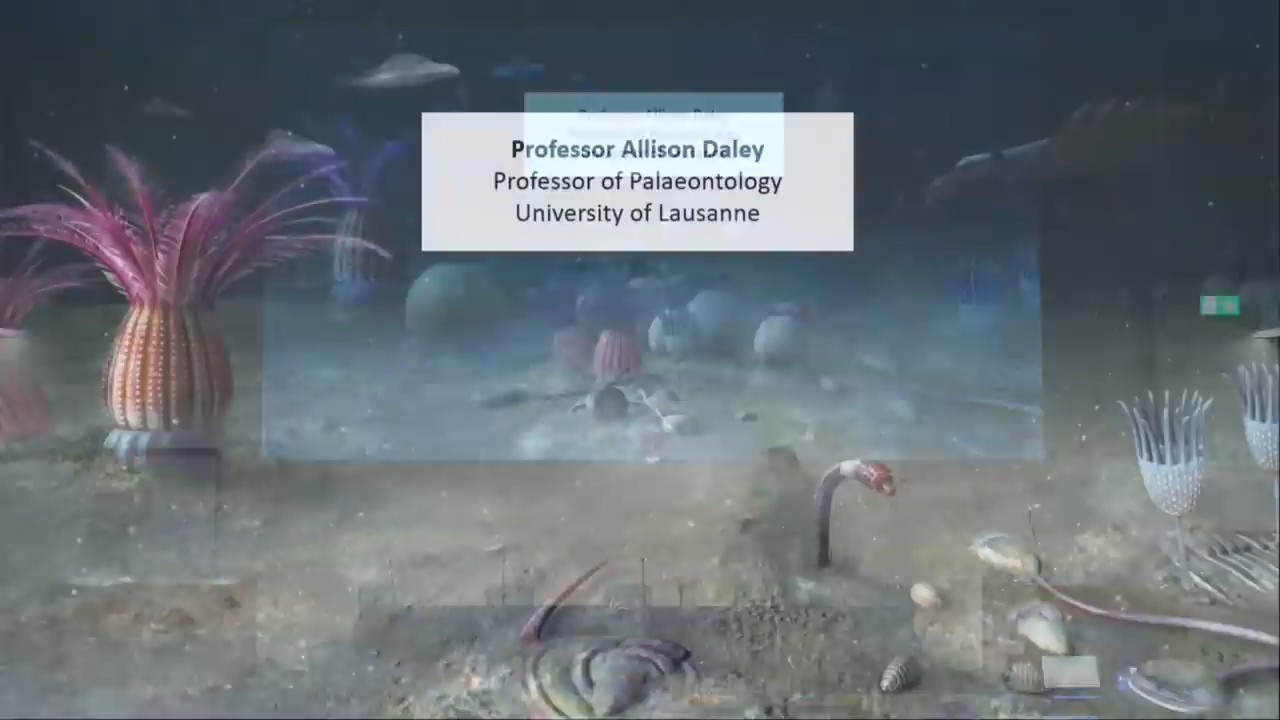 Professor Allison Daley
Professor of Palaeontology
University of Lausanne